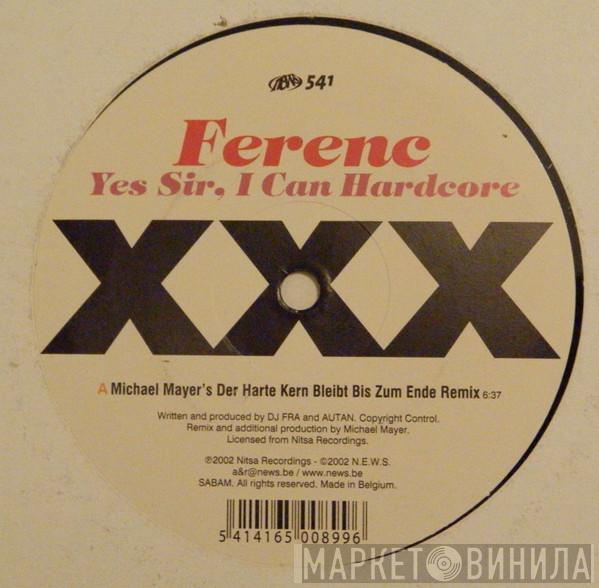 NEWS 541
Ferenc
Yes Sir, I Can Hardcore
XXX
A Michael Mayer's Der Harte Kern Bleibt Bis Zum Ende Remix 6:37
Written and produced by DJ FRA and AUTAN. Copyright Control.
Remix and additional production by Michael Mayer.
Licensed from Nitsa Recordings.
℗2002 Nitsa Recordings - ©2002 N.E.W.S.
a&r@news.be / www.news.be
SABAM. All rights reserved. Made in Belgium.
5 414165 008996
МАРКЕТ ВИНИЛА